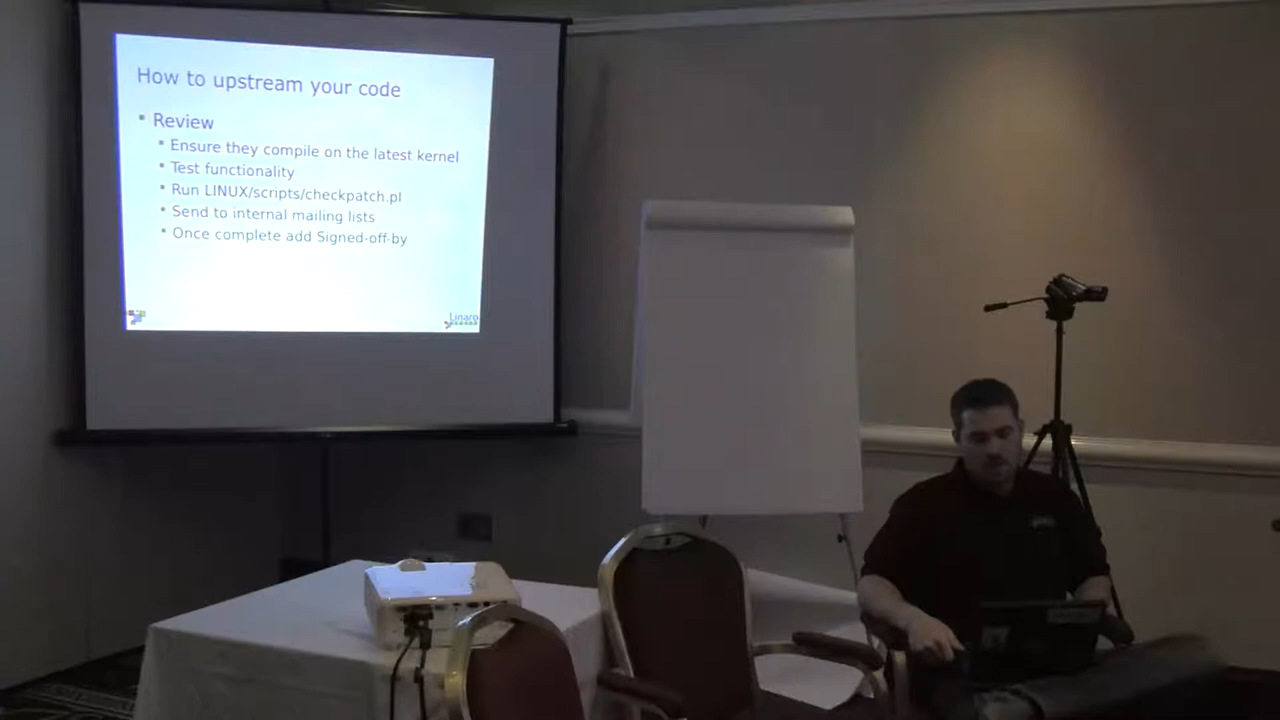 How to upstream your code
Review
Ensure they compile on the latest kernel
Test functionality
Run LINUX/scripts/checkpatch.pl
Send to internal mailing lists
Once complete add Signed-off-by
Linaro